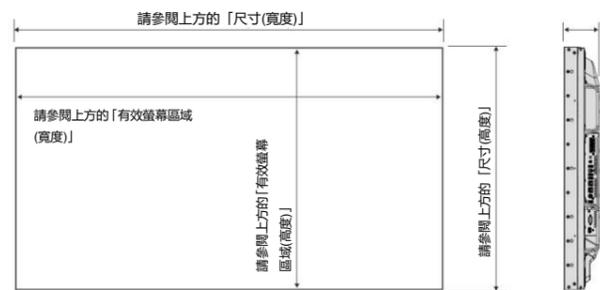 請參閱上方的「尺寸(寬度)」
請參閱上方的「有效螢幕區域
(寬度)」
請參閱上方的「有效螢幕
區域(高度)」
請參閱上方的「尺寸(高度)」